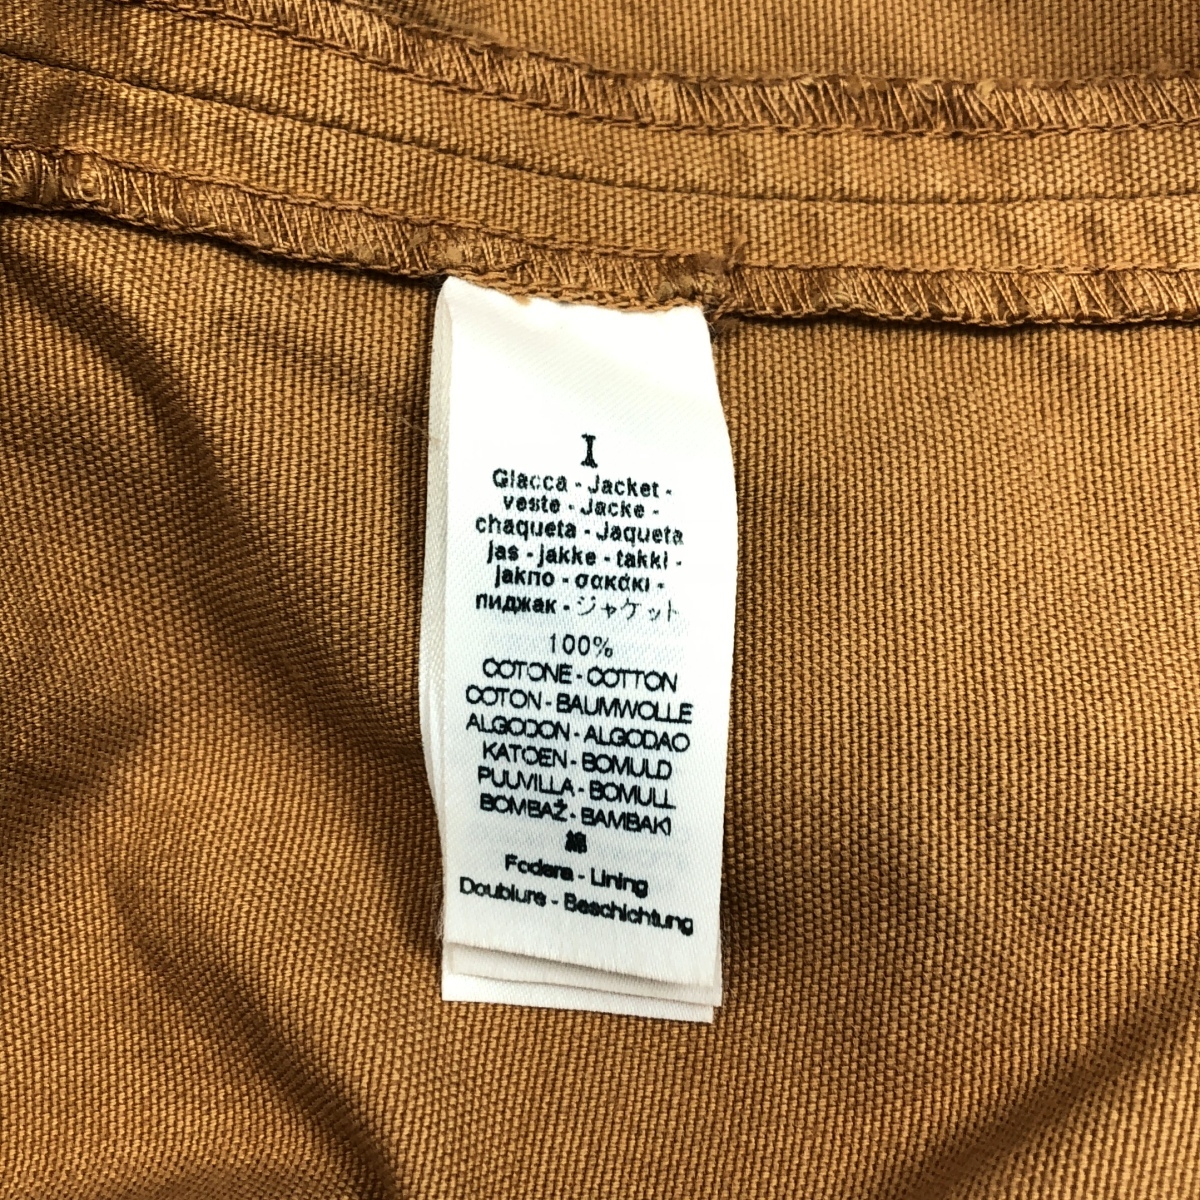 I
Giacca - Jacket -
veste - Jacke -
chaqueta - Jaqueta
jas - jakke - takki -
jakпo - σακάκι -
пиджак - ジャケット
100%
COTONE - COTTON
COTON - BAUMWOLLE
ALGODON - ALGODAO
KATOEN - BOMULD
PUUVILLA - BOMULL
BOMBAŽ - BAMBAKI
綿
Fodera - Lining
Doublure - Beschichtung